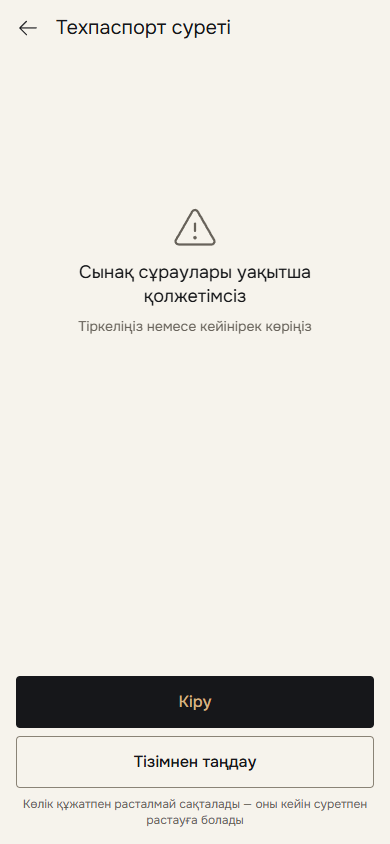 Техпаспорт суреті
Сынақ сұраулары уақытша
қолжетімсіз
Тіркеліңіз немесе кейінірек көріңіз
Кіру
Тізімнен таңдау
Көлік құжатпен расталмай сақталады — оны кейін суретпен
растауға болады